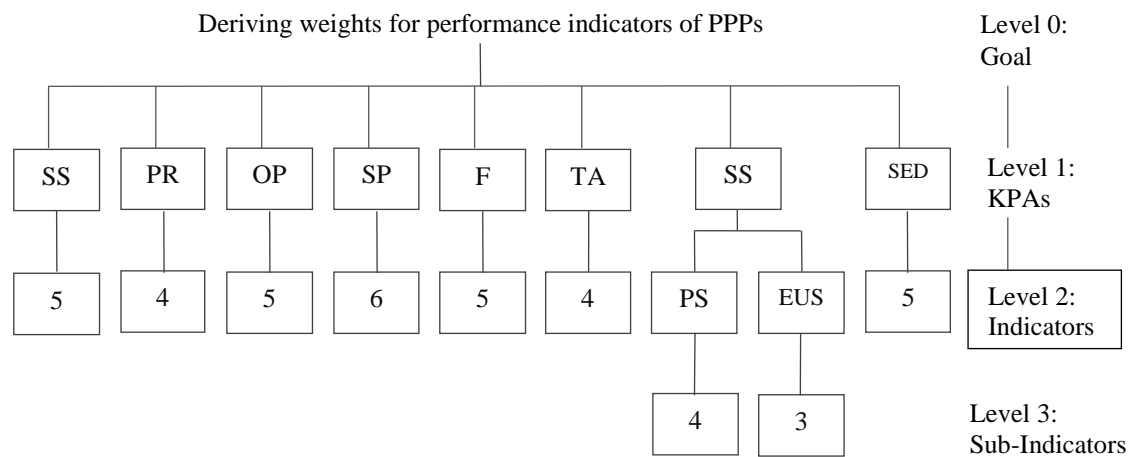 Deriving weights for performance indicators of PPPs
Level 0:
Goal
SS PR OP SP F TA SS SED
Level 1:
KPAs
5 4 5 6 5 4 PS EUS 5
Level 2:
Indicators
4 3
Level 3:
Sub-Indicators